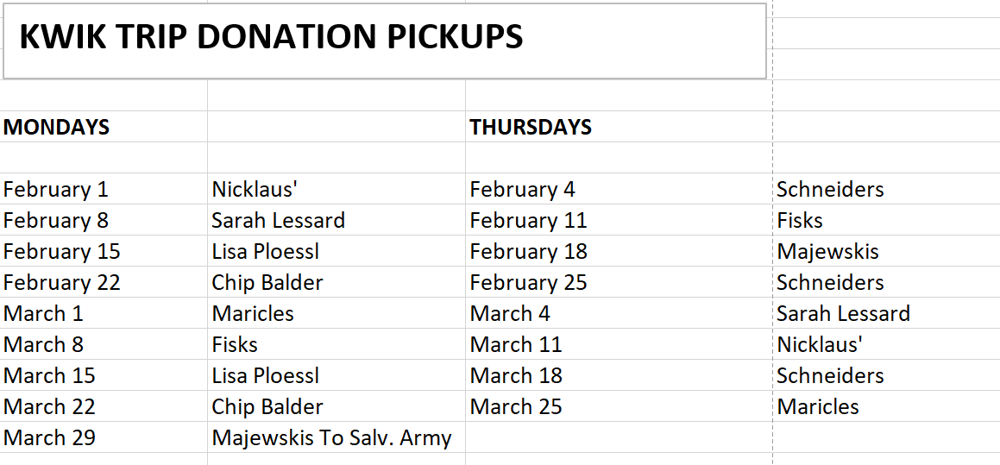 KWIK TRIP DONATION PICKUPS
MONDAYS THURSDAYS
February 1 Nicklaus' February 4 Schneiders
February 8 Sarah Lessard February 11 Fisks
February 15 Lisa Ploessl February 18 Majewskis
February 22 Chip Balder February 25 Schneiders
March 1 Maricles March 4 Sarah Lessard
March 8 Fisks March 11 Nicklaus'
March 15 Lisa Ploessl March 18 Schneiders
March 22 Chip Balder March 25 Maricles
March 29 Majewskis To Salv. Army